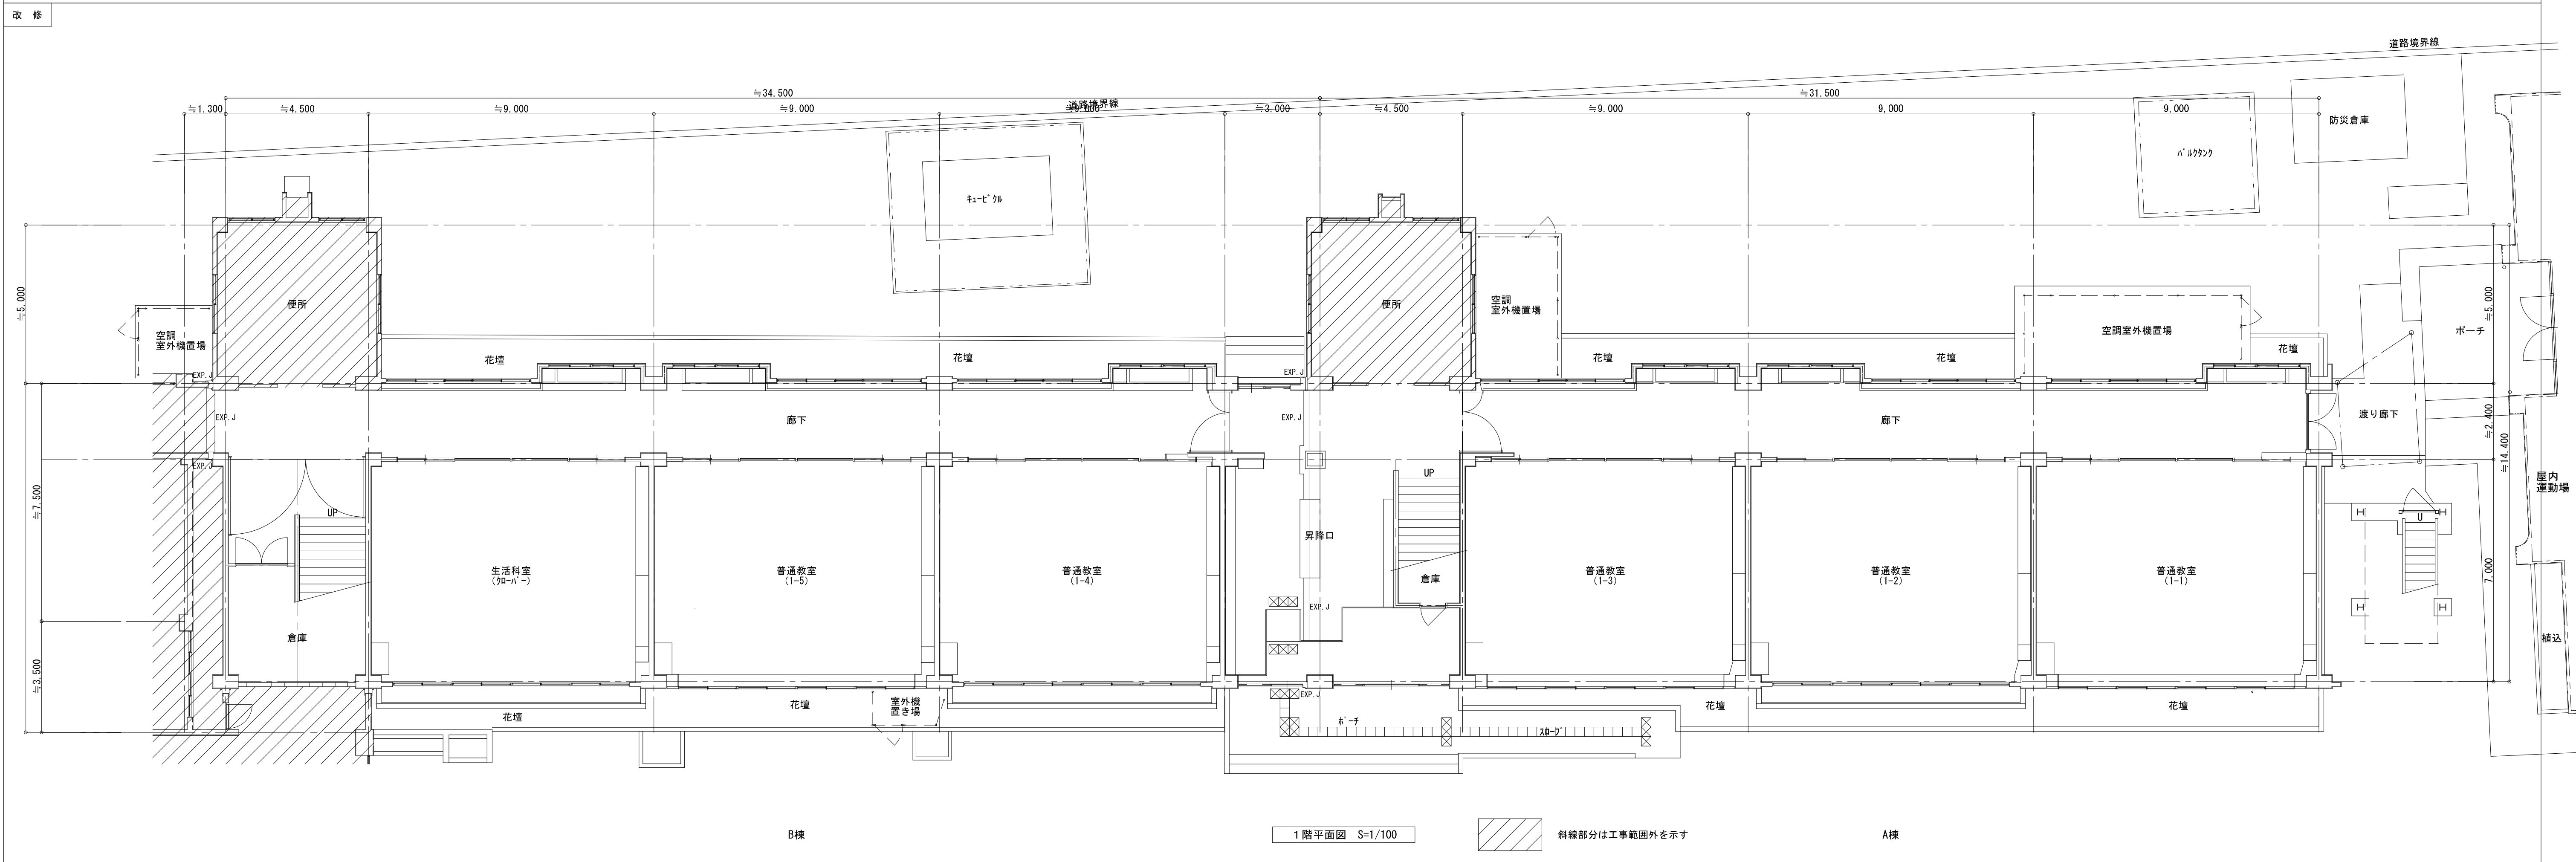 改　修
道路境界線
≒34.500
≒31.500
≒1.300
≒4.500
≒9.000
≒9.000
道路境界線
≒9.000
≒3.000
≒4.500
≒9.000
9,000
9,000
防災倉庫
バルクタンク
キュービクル
≒5.000
便所
便所
空調
室外機置場
空調
室外機置場
空調室外機置場
≒5.000
ポーチ
花壇
花壇
花壇
花壇
花壇
EXP.J
EXP.J
EXP.J
EXP.J
廊下
廊下
渡り廊下
≒2.400
≒14.400
EXP.J
UP
屋内
運動場
≒7.500
UP
U
昇降口
生活科室
(クローバー)
普通教室
(1-5)
普通教室
(1-4)
倉庫
普通教室
(1-3)
普通教室
(1-2)
普通教室
(1-1)
7,000
EXP.J
倉庫
植込
≒3.500
EXP.J
花壇
花壇
室外機
置き場
ポーチ
スロープ
花壇
花壇
B棟
1階平面図　S=1/100
斜線部分は工事範囲外を示す
A棟